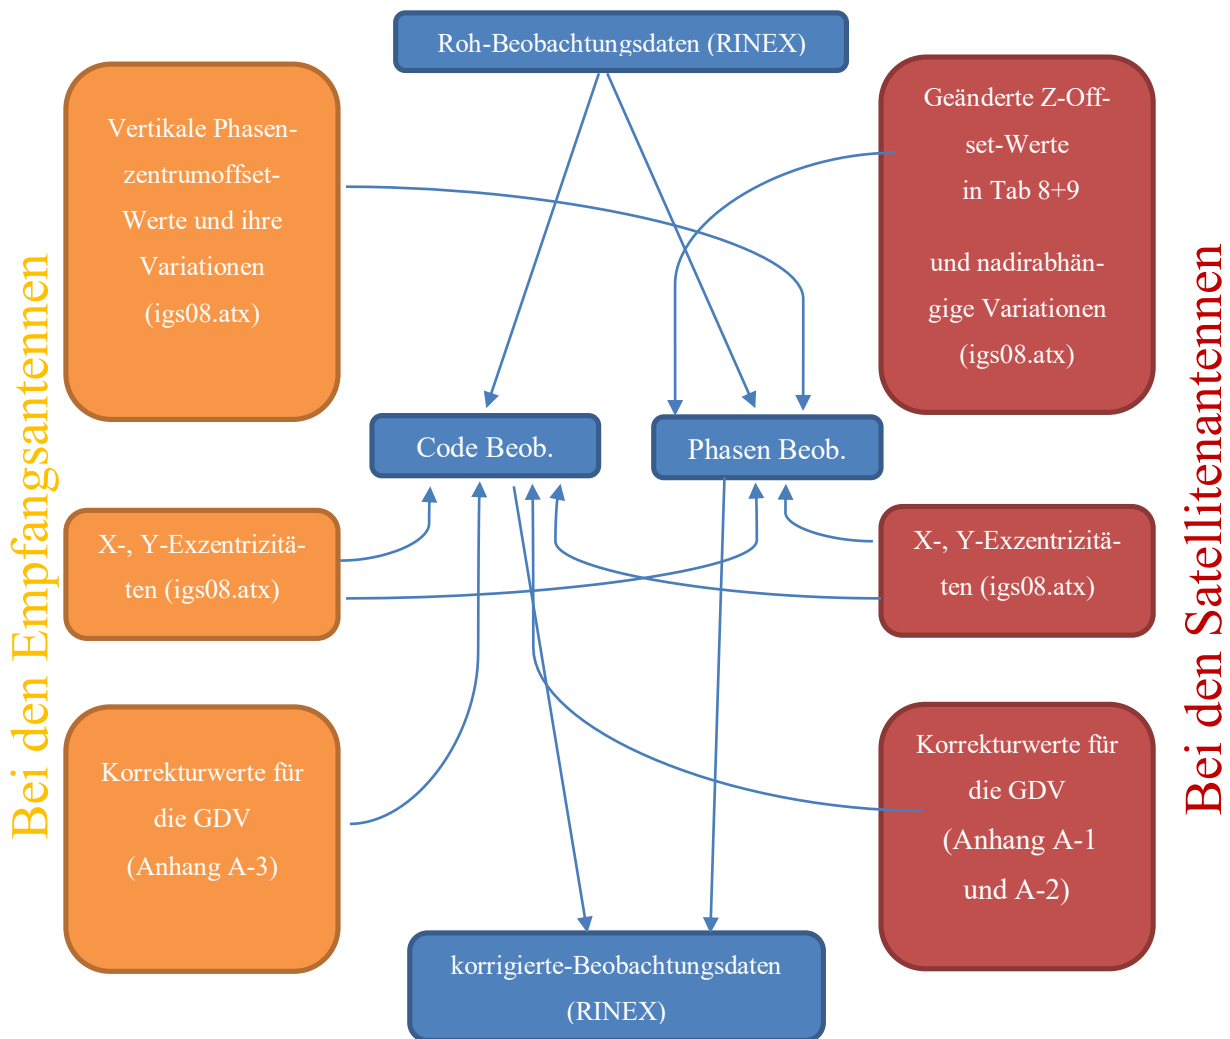 Roh-Beobachtungsdaten (RINEX)
Bei den Empfangsantennen
Vertikale Phasen-
zentrumoffset-
Werte und ihre
Variationen
(igs08.atx)
Geänderte Z-Off-
set-Werte
in Tab 8+9
und nadirabhän-
gige Variationen
(igs08.atx)
Bei den Satellitenantennen
Code Beob.
Phasen Beob.
X-, Y-Exzentrizitä-
ten (igs08.atx)
X-, Y-Exzentrizitä-
ten (igs08.atx)
Korrekturwerte für
die GDV
(Anhang A-3)
Korrekturwerte für
die GDV
(Anhang A-1
und A-2)
korrigierte-Beobachtungsdaten
(RINEX)